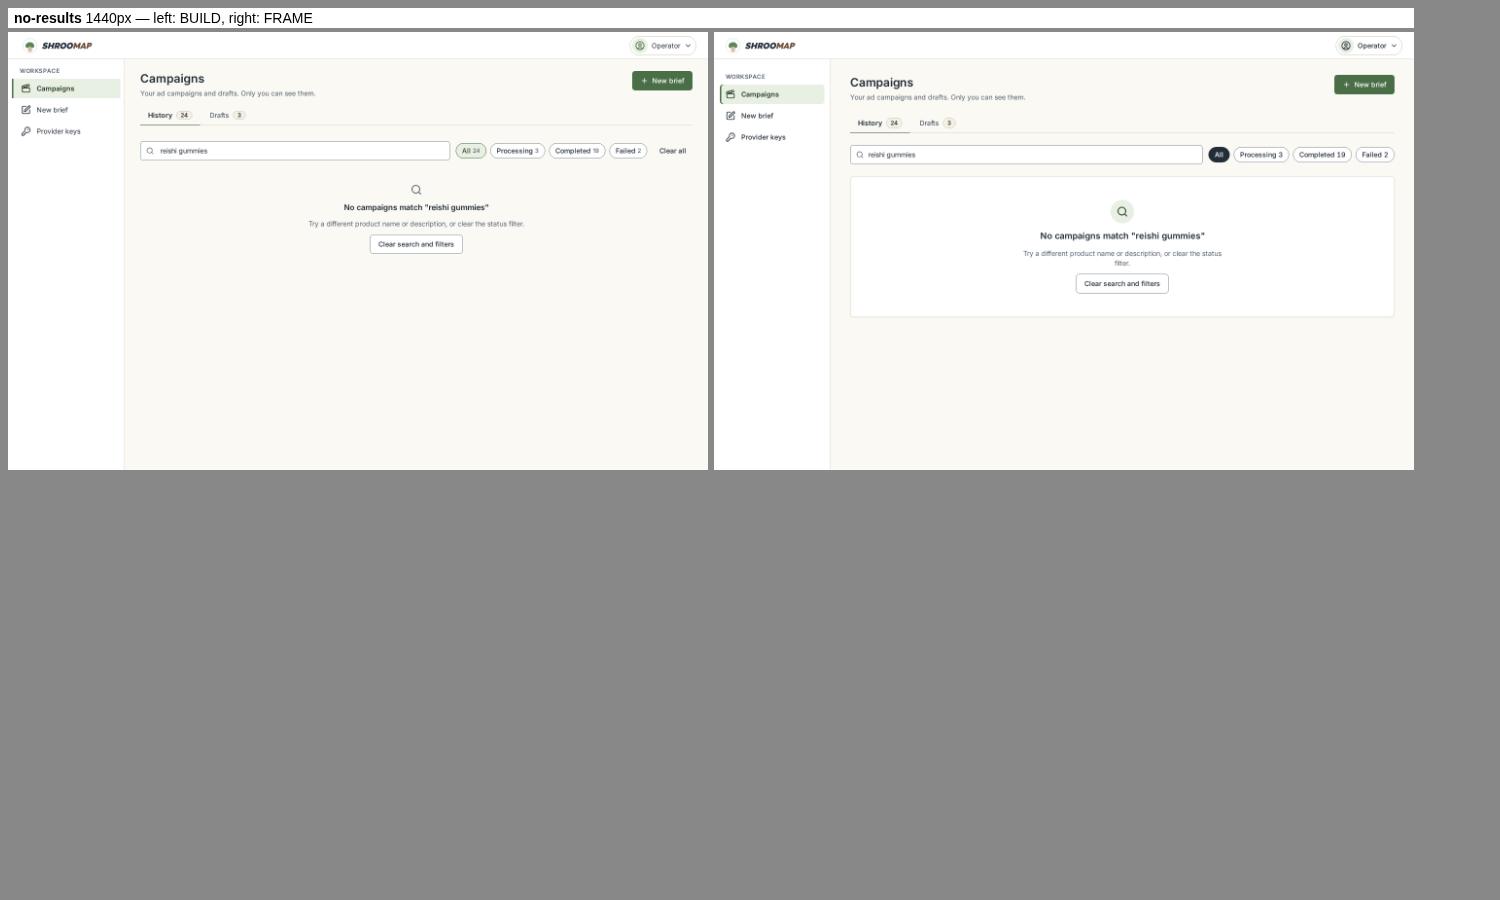 no-results 1440px — left: BUILD, right: FRAME
SHROOMAP
Operator
WORKSPACE
Campaigns
New brief
Provider keys
Campaigns
Your ad campaigns and drafts. Only you can see them.
+ New brief
History 24
Drafts 3
reishi gummies
All 24
Processing 3
Completed 19
Failed 2
Clear all
No campaigns match "reishi gummies"
Try a different product name or description, or clear the status filter.
Clear search and filters
SHROOMAP
Operator
WORKSPACE
Campaigns
New brief
Provider keys
Campaigns
Your ad campaigns and drafts. Only you can see them.
+ New brief
History 24
Drafts 3
reishi gummies
All
Processing 3
Completed 19
Failed 2
No campaigns match "reishi gummies"
Try a different product name or description, or clear the status
filter.
Clear search and filters